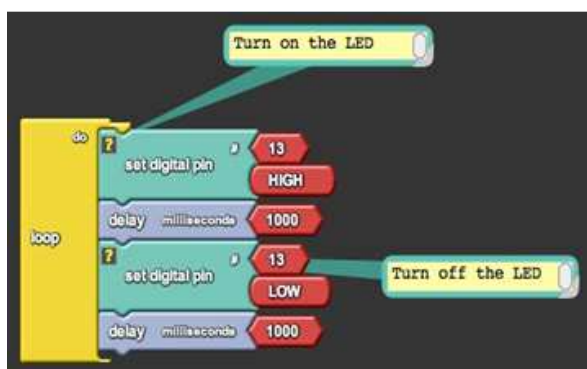 Turn on the LED
do
?
#
13
set digital pin
HIGH
delay milliseconds 1000
loop
?
#
13
set digital pin
Turn off the LED
LOW
delay milliseconds 1000